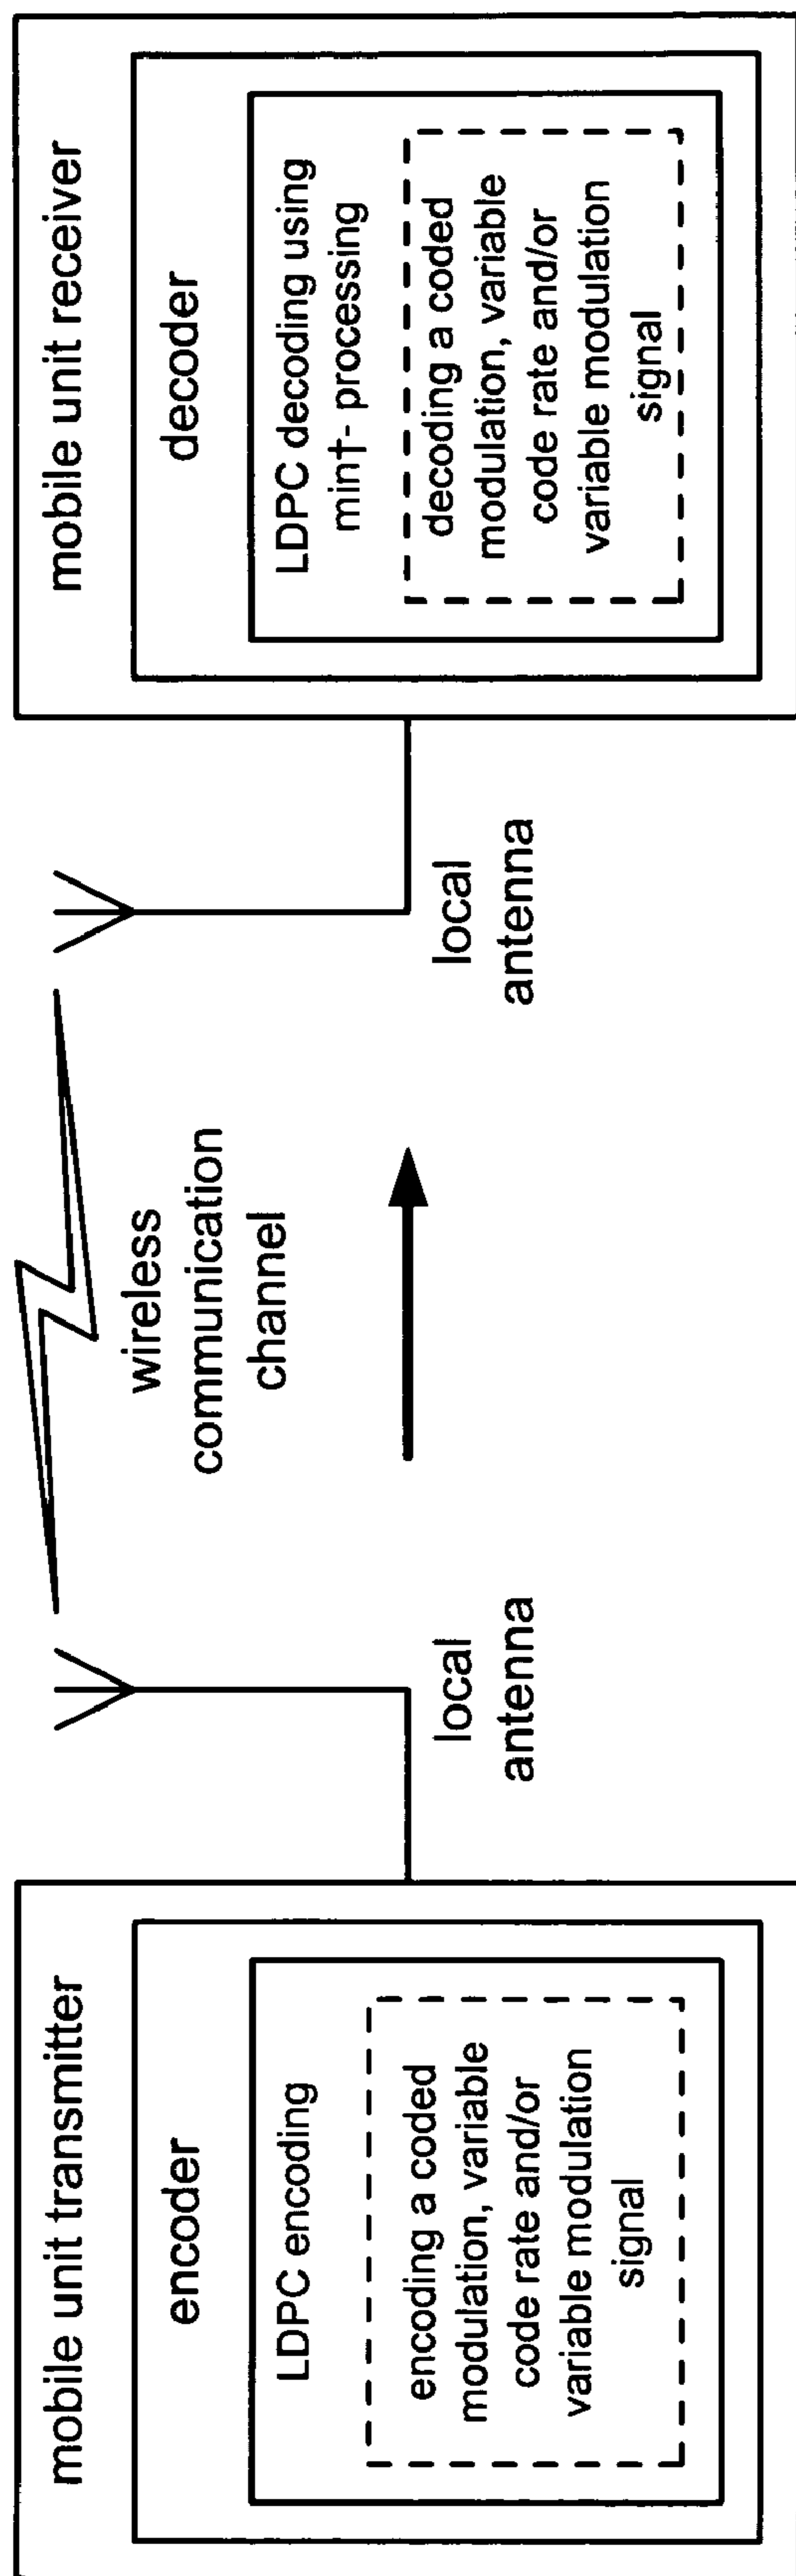 mobile unit transmitter
encoder
LDPC encoding
encoding a coded
modulation, variable
code rate and/or
variable modulation
signal
local
antenna
wireless
communication
channel
local
antenna
mobile unit receiver
decoder
LDPC decoding using
min†- processing
decoding a coded
modulation, variable
code rate and/or
variable modulation
signal